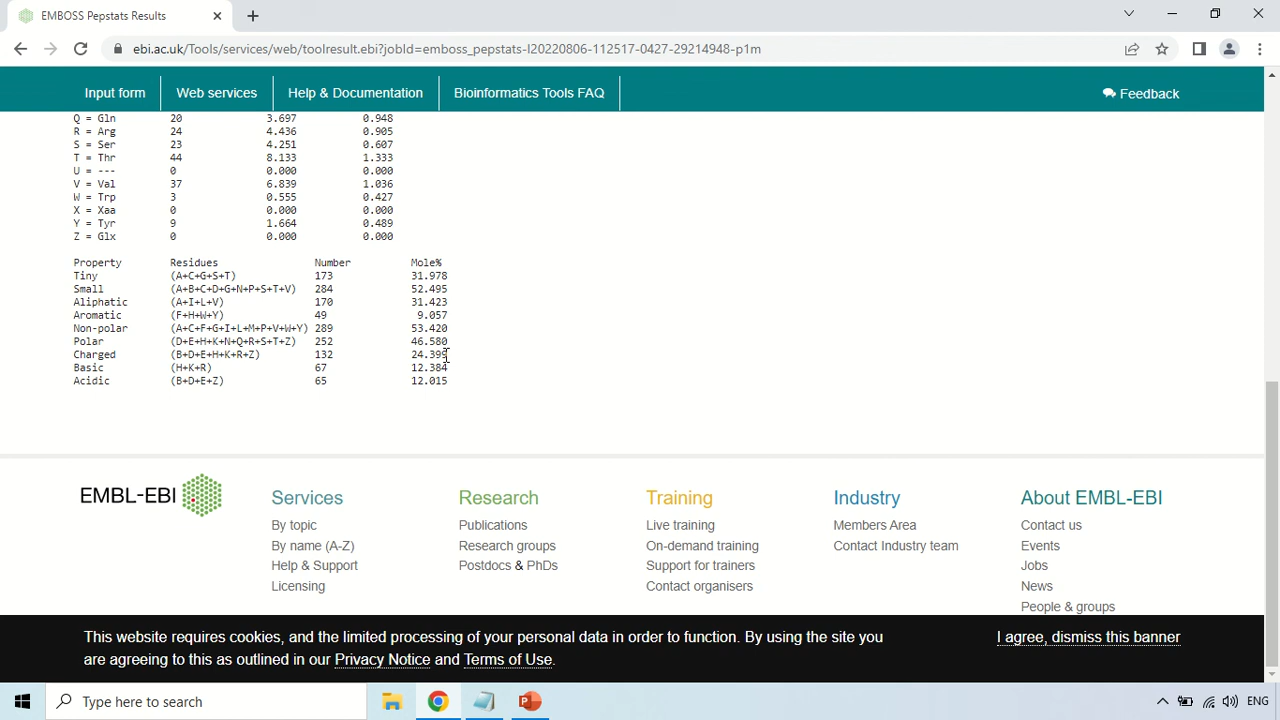 EMBOSS Pepstats Results
ebi.ac.uk/Tools/services/web/toolresult.ebi?jobId=emboss_pepstats-I20220806-112517-0427-29214948-p1m
Input form Web services Help & Documentation Bioinformatics Tools FAQ Feedback
Q = Gln 20 3.697 0.948
R = Arg 24 4.436 0.905
S = Ser 23 4.251 0.607
T = Thr 44 8.133 1.333
U = --- 0 0.000 0.000
V = Val 37 6.839 1.036
W = Trp 3 0.555 0.427
X = Xaa 0 0.000 0.000
Y = Tyr 9 1.664 0.489
Z = Glx 0 0.000 0.000
Property Residues Number Mole%
Tiny (A+C+G+S+T) 173 31.978
Small (A+B+C+D+G+N+P+S+T+V) 284 52.495
Aliphatic (A+I+L+V) 170 31.423
Aromatic (F+H+W+Y) 49 9.057
Non-polar (A+C+F+G+I+L+M+P+V+W+Y) 289 53.420
Polar (D+E+H+K+N+Q+R+S+T+Z) 252 46.580
Charged (B+D+E+H+K+R+Z) 132 24.399
Basic (H+K+R) 67 12.384
Acidic (B+D+E+Z) 65 12.015
EMBL-EBI
Services Research Training Industry About EMBL-EBI
By topic Publications Live training Members Area Contact us
By name (A-Z) Research groups On-demand training Contact Industry team Events
Help & Support Postdocs & PhDs Support for trainers Jobs
Licensing Contact organisers News
People & groups
This website requires cookies, and the limited processing of your personal data in order to function. By using the site you I agree, dismiss this banner
are agreeing to this as outlined in our Privacy Notice and Terms of Use.
Type here to search ENG